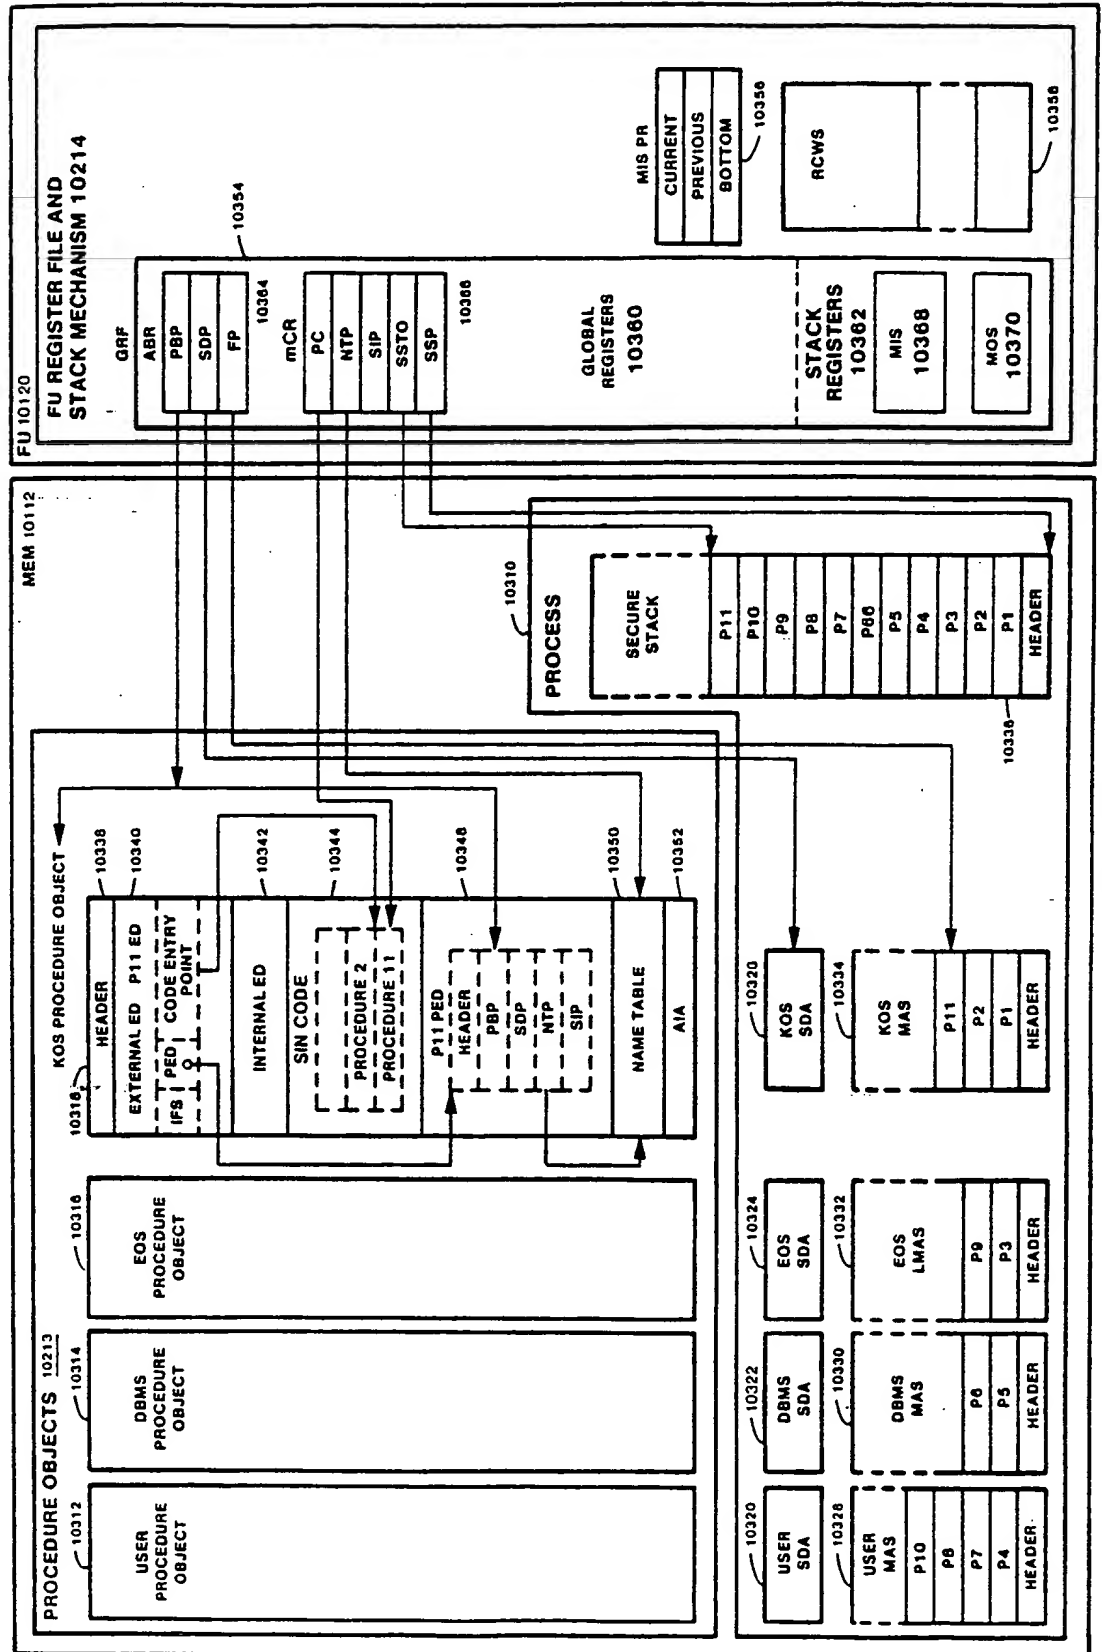 FU 10120
FU REGISTER FILE AND
STACK MECHANISM 10214
10354
GRF
ABR
PBP
SDP
FP
10364
mCR
PC
NTP
SIP
SSTO
SSP
10366
GLOBAL
REGISTERS
10360
STACK
REGISTERS
10362
MIS
10368
MOS
10370
MIS PR
CURRENT
PREVIOUS
BOTTOM
10356
RCWS
10358
MEM 10112
PROCEDURE OBJECTS 10213
10312
USER
PROCEDURE
OBJECT
10314
DBMS
PROCEDURE
OBJECT
10316
EOS
PROCEDURE
OBJECT
KOS PROCEDURE OBJECT
10318
HEADER
10338
EXTERNAL ED P11 ED
10340
IFS
PED
CODE ENTRY
POINT
INTERNAL ED
10342
SIN CODE
10344
PROCEDURE 2
PROCEDURE 11
P11 PED
10348
HEADER
PBP
SDP
NTP
SIP
NAME TABLE
10350
AIA
10352
10310
PROCESS
SECURE
STACK
P11
P10
P9
P8
P7
P66
P5
P4
P3
P2
P1
HEADER
10336
10320
USER
SDA
10322
DBMS
SDA
10324
EOS
SDA
10320
KOS
SDA
10328
USER
MAS
P10
P8
P7
P4
HEADER
10330
DBMS
MAS
P6
P5
HEADER
10332
EOS
LMAS
P9
P3
HEADER
10334
KOS
MAS
P11
PD2
P1
HEADER